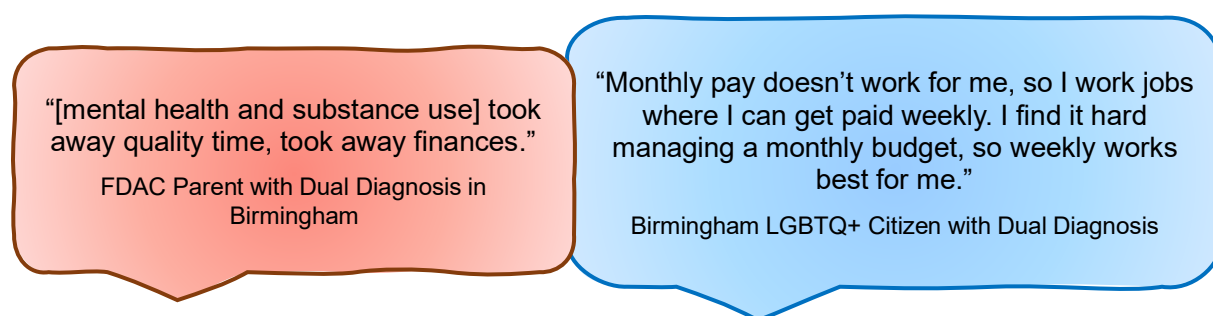 “[mental health and substance use] took
away quality time, took away finances.”
FDAC Parent with Dual Diagnosis in
Birmingham
“Monthly pay doesn’t work for me, so I work jobs
where I can get paid weekly. I find it hard
managing a monthly budget, so weekly works
best for me.”
Birmingham LGBTQ+ Citizen with Dual Diagnosis